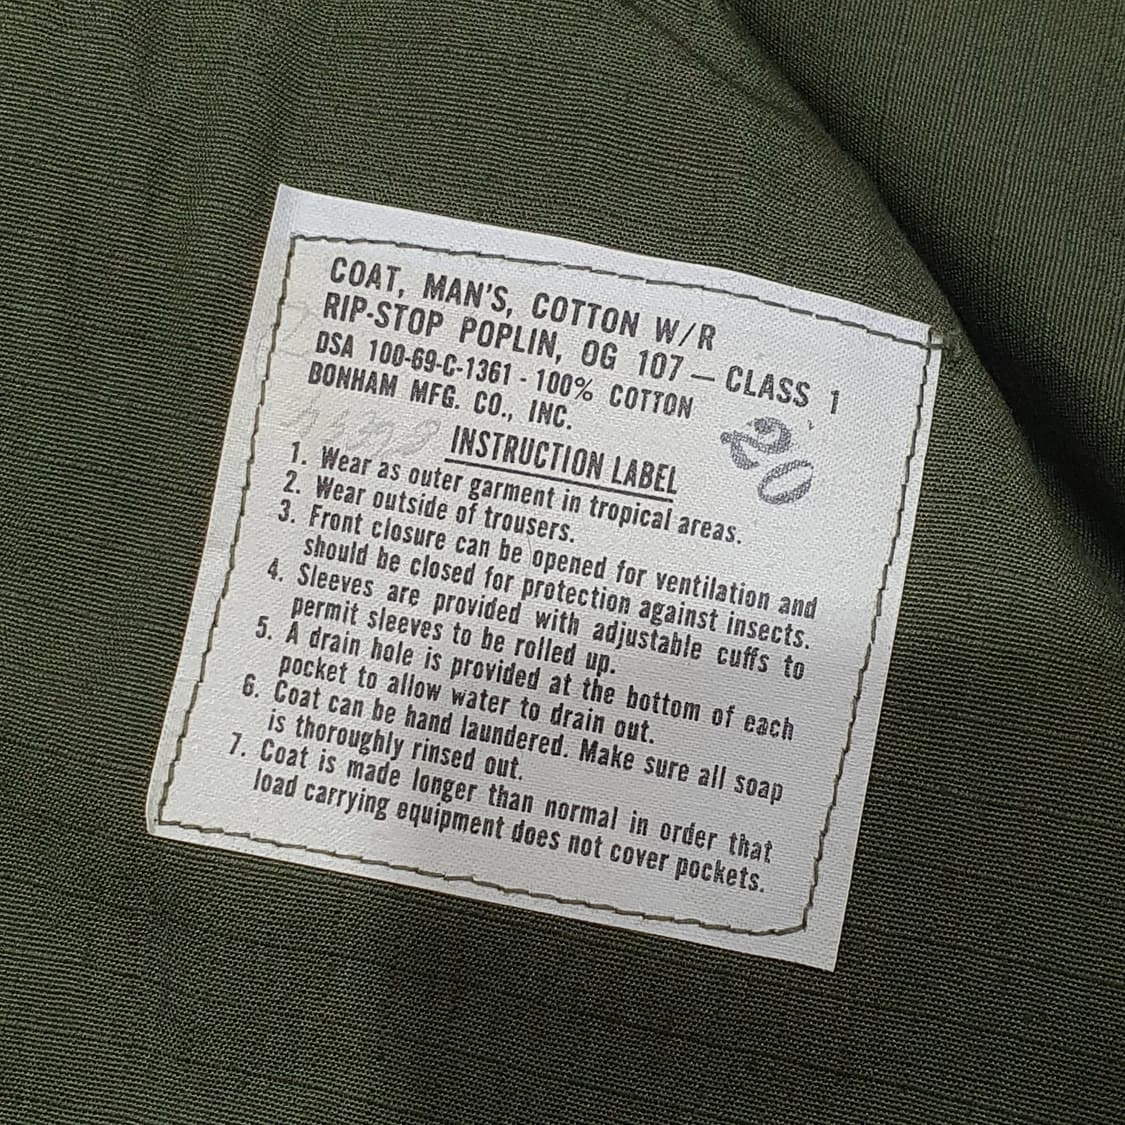 COAT, MAN'S, COTTON W/R
RIP-STOP POPLIN, OG 107 — CLASS 1
DSA 100-69-C-1361 - 100% COTTON
BONHAM MFG. CO., INC.
20
INSTRUCTION LABEL
1. Wear as outer garment in tropical areas.
2. Wear outside of trousers.
3. Front closure can be opened for ventilation and
should be closed for protection against insects.
4. Sleeves are provided with adjustable cuffs to
permit sleeves to be rolled up.
5. A drain hole is provided at the bottom of each
pocket to allow water to drain out.
6. Coat can be hand laundered. Make sure all soap
is thoroughly rinsed out.
7. Coat is made longer than normal in order that
load carrying equipment does not cover pockets.